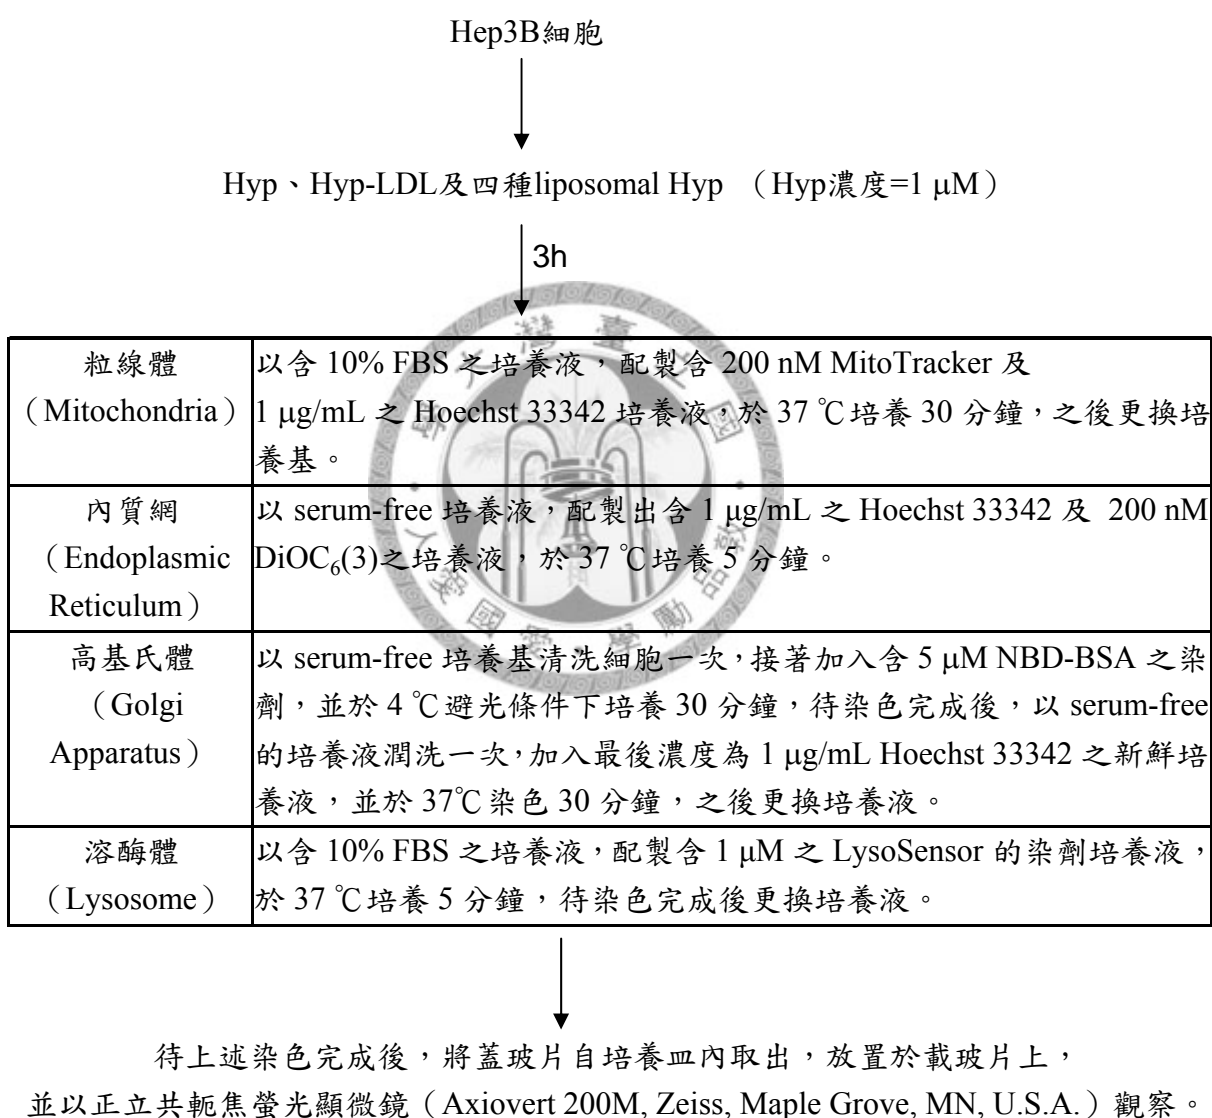 Hep3B細胞
Hyp、Hyp-LDL及四種liposomal Hyp （Hyp濃度=1 μM）
3h
粒線體
（Mitochondria）
以含 10% FBS 之培養液，配製含 200 nM MitoTracker 及
1 μg/mL 之 Hoechst 33342 培養液，於 37 ℃培養 30 分鐘，之後更換培
養基。
內質網
（Endoplasmic
Reticulum）
以 serum-free 培養液，配製出含 1 μg/mL 之 Hoechst 33342 及 200 nM
DiOC₆(3)之培養液，於 37 ℃培養 5 分鐘。
高基氏體
（Golgi
Apparatus）
以 serum-free 培養基清洗細胞一次，接著加入含 5 μM NBD-BSA 之染
劑，並於 4 ℃避光條件下培養 30 分鐘，待染色完成後，以 serum-free
的培養液潤洗一次，加入最後濃度為 1 μg/mL Hoechst 33342 之新鮮培
養液，並於 37℃染色 30 分鐘，之後更換培養液。
溶酶體
（Lysosome）
以含 10% FBS 之培養液，配製含 1 μM 之 LysoSensor 的染劑培養液，
於 37 ℃培養 5 分鐘，待染色完成後更換培養液。
待上述染色完成後，將蓋玻片自培養皿內取出，放置於載玻片上，
並以正立共軛焦螢光顯微鏡（Axiovert 200M, Zeiss, Maple Grove, MN, U.S.A.）觀察。